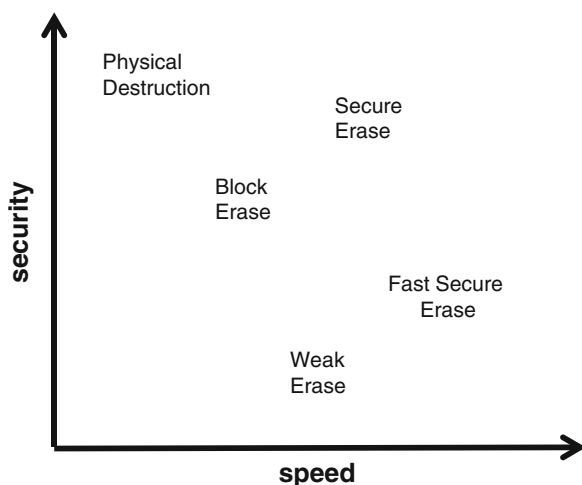 Physical
Destruction
Secure
Erase
Block
Erase
Fast Secure
Erase
Weak
Erase
security
speed